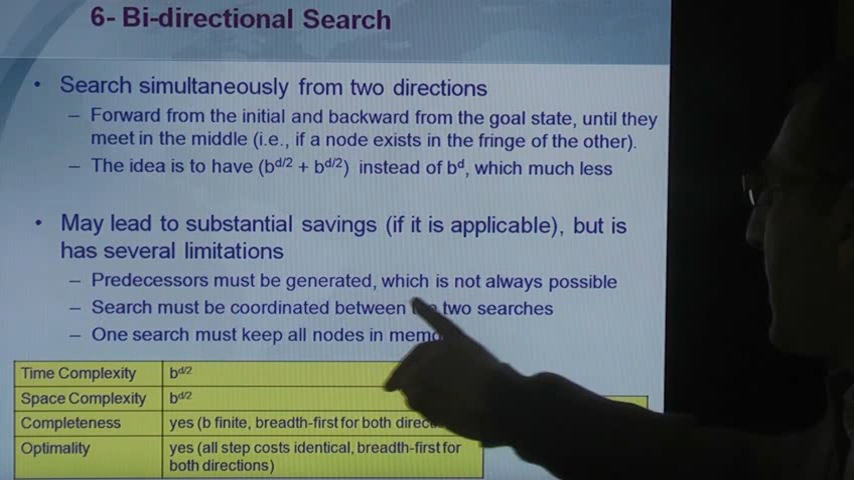 6- Bi-directional Search
• Search simultaneously from two directions
– Forward from the initial and backward from the goal state, until they
meet in the middle (i.e., if a node exists in the fringe of the other).
– The idea is to have (b^d/2 + b^d/2) instead of b^d, which much less
• May lead to substantial savings (if it is applicable), but is
has several limitations
– Predecessors must be generated, which is not always possible
– Search must be coordinated between two searches
– One search must keep all nodes in
Time Complexity b^d/2
Space Complexity b^d/2
Completeness yes (b finite, breadth-first for both
Optimality yes (all step costs identical, breadth-first for
both directions)